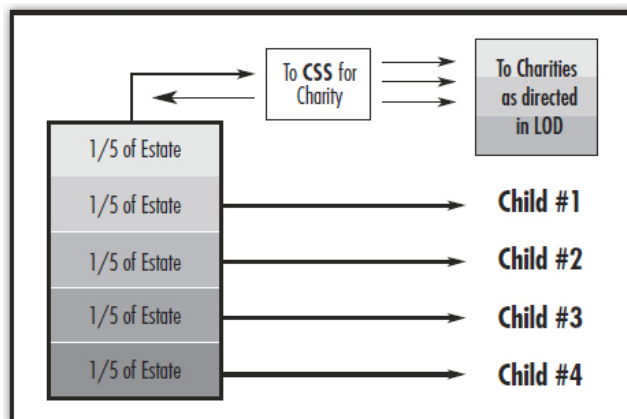 To CSS for
Charity
To Charities
as directed
in LOD
1/5 of Estate
1/5 of Estate
Child #1
1/5 of Estate
Child #2
1/5 of Estate
Child #3
1/5 of Estate
Child #4